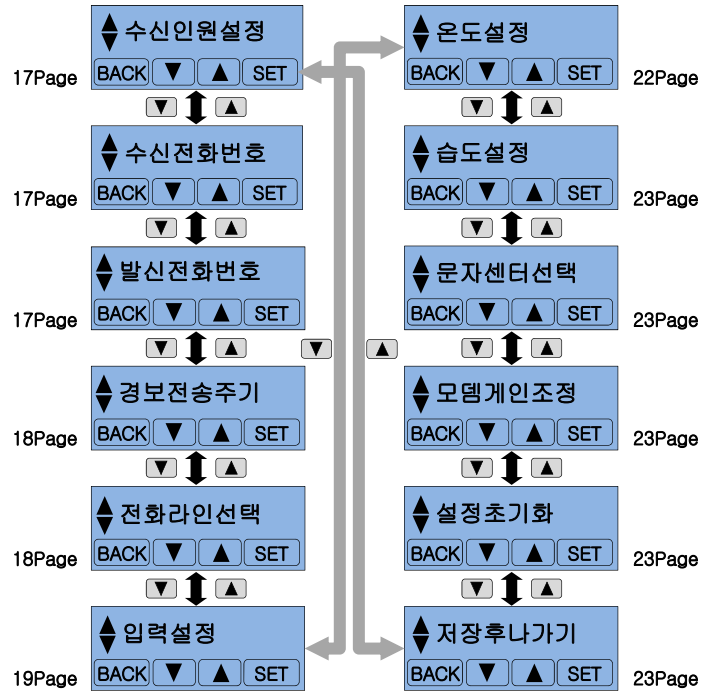 수신인원설정
BACK ▼ ▲ SET
17Page
▼ ▲
수신전화번호
BACK ▼ ▲ SET
17Page
▼ ▲
발신전화번호
BACK ▼ ▲ SET
17Page
▼ ▲
경보전송주기
BACK ▼ ▲ SET
18Page
▼ ▲
전화라인선택
BACK ▼ ▲ SET
18Page
▼ ▲
입력설정
BACK ▼ ▲ SET
19Page
▼ ▲
온도설정
BACK ▼ ▲ SET
22Page
▼ ▲
습도설정
BACK ▼ ▲ SET
23Page
▼ ▲
문자센터선택
BACK ▼ ▲ SET
23Page
▼ ▲
모뎀게인조정
BACK ▼ ▲ SET
23Page
▼ ▲
설정초기화
BACK ▼ ▲ SET
23Page
▼ ▲
저장후나가기
BACK ▼ ▲ SET
23Page